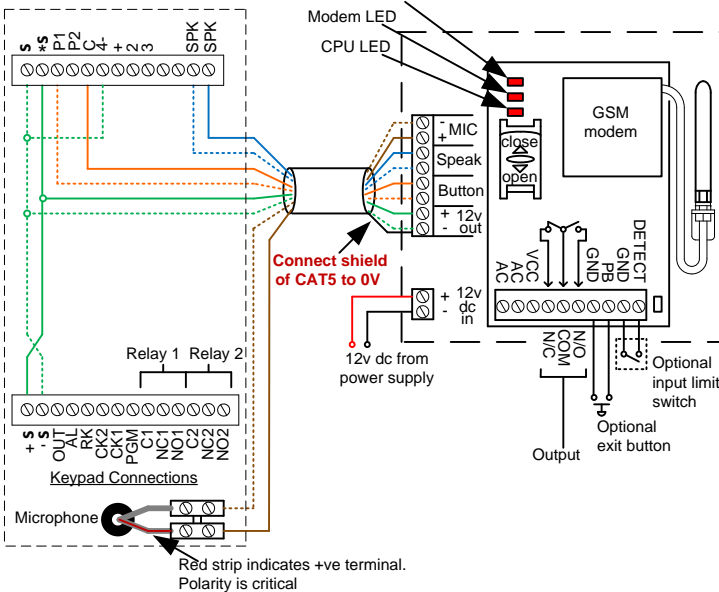 Modem LED
CPU LED
S *S P1 P2 C 4- + 2 3 SPK SPK
close
open
GSM
modem
- MIC
+
Speak
Button
+ 12v
- out
Connect shield
of CAT5 to 0V
AC AC VCC GND PB GND DETECT
+ 12v
- dc
in
12v dc from
power supply
N/C COM N/O
Optional
input limit
switch
Optional
exit button
Output
Relay 1 Relay 2
+ S - S OUT AL RK CK2 CK1 PGM C1 NC1 NO1 C2 NC2 NO2
Keypad Connections
Microphone
Red strip indicates +ve terminal.
Polarity is critical